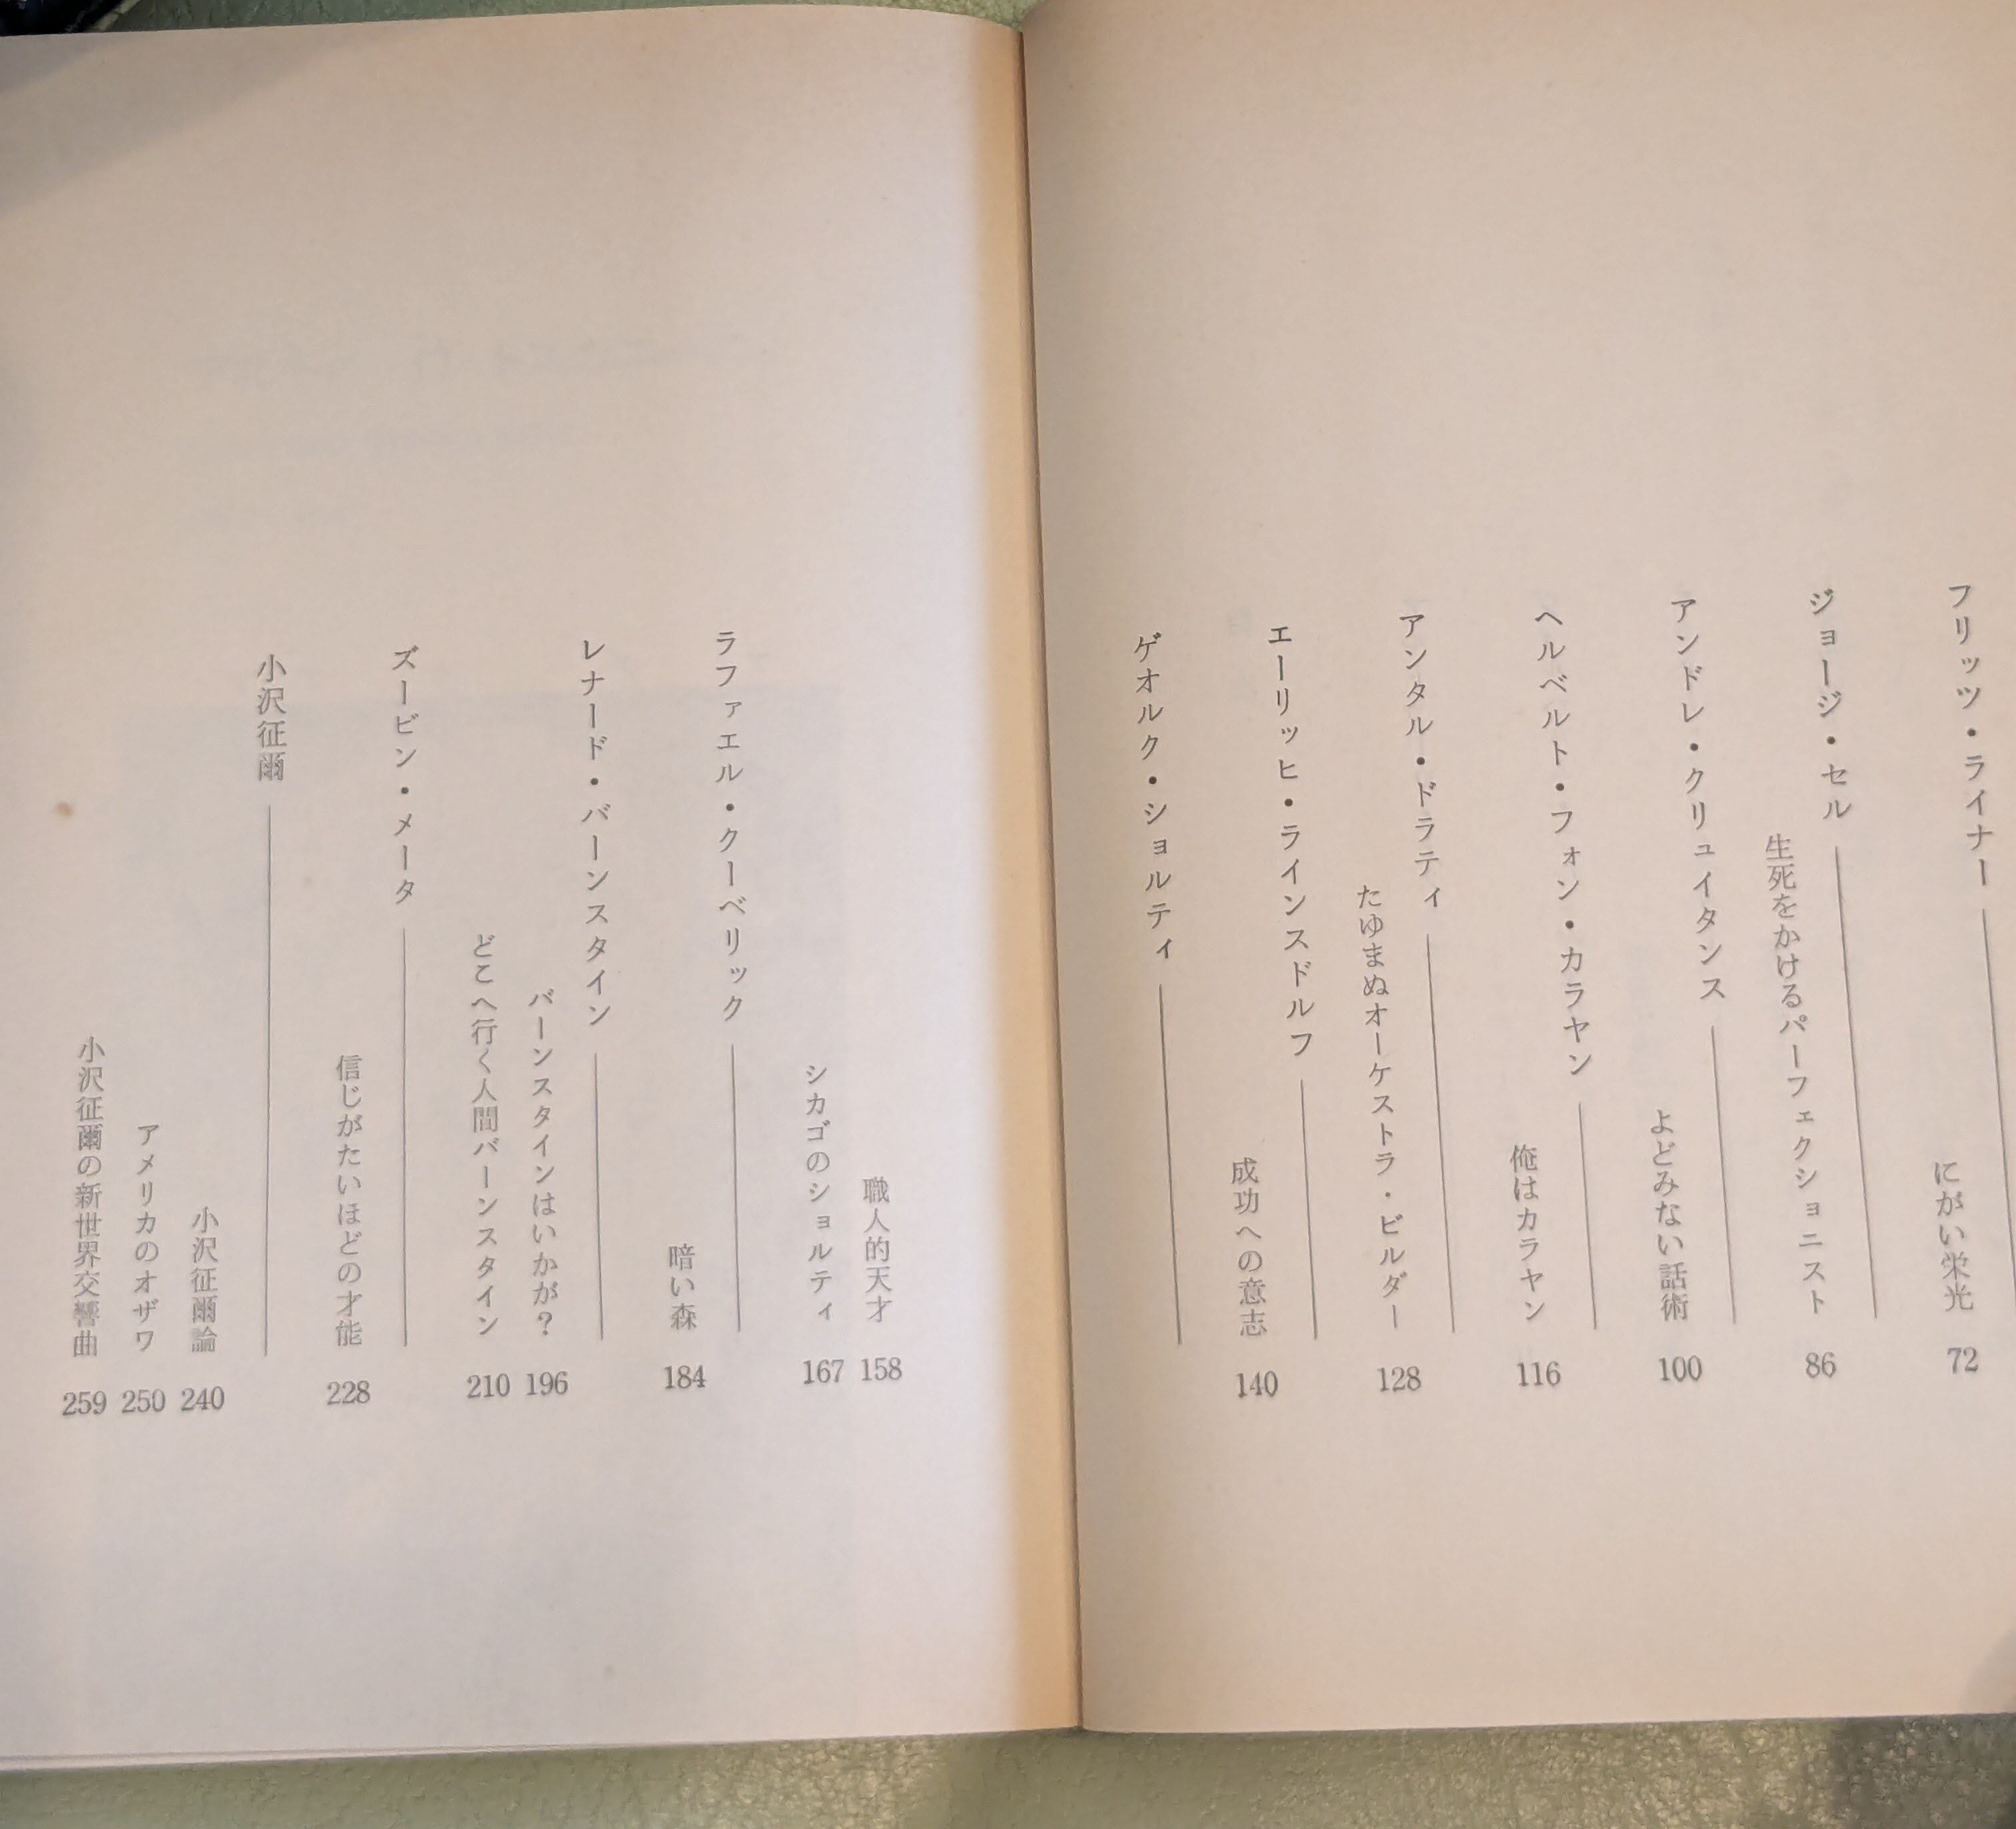 フリッツ・ライナー
にがい栄光 72
ジョージ・セル
生死をかけるパーフェクショニスト 86
アンドレ・クリュイタンス
よどみない話術 100
ヘルベルト・フォン・カラヤン
俺はカラヤン 116
アンタル・ドラティ
たゆまぬオーケストラ・ビルダー 128
エーリッヒ・ラインスドルフ
成功への意志 140
ゲオルク・ショルティ
職人的天才 158
シカゴのショルティ 167
ラファエル・クーベリック
暗い森 184
レナード・バーンスタイン
バーンスタインはいかが? 196
どこへ行く人間バーンスタイン 210
ズービン・メータ
信じがたいほどの才能 228
小沢征爾
小沢征爾論 240
アメリカのオザワ 250
小沢征爾の新世界交響曲 259